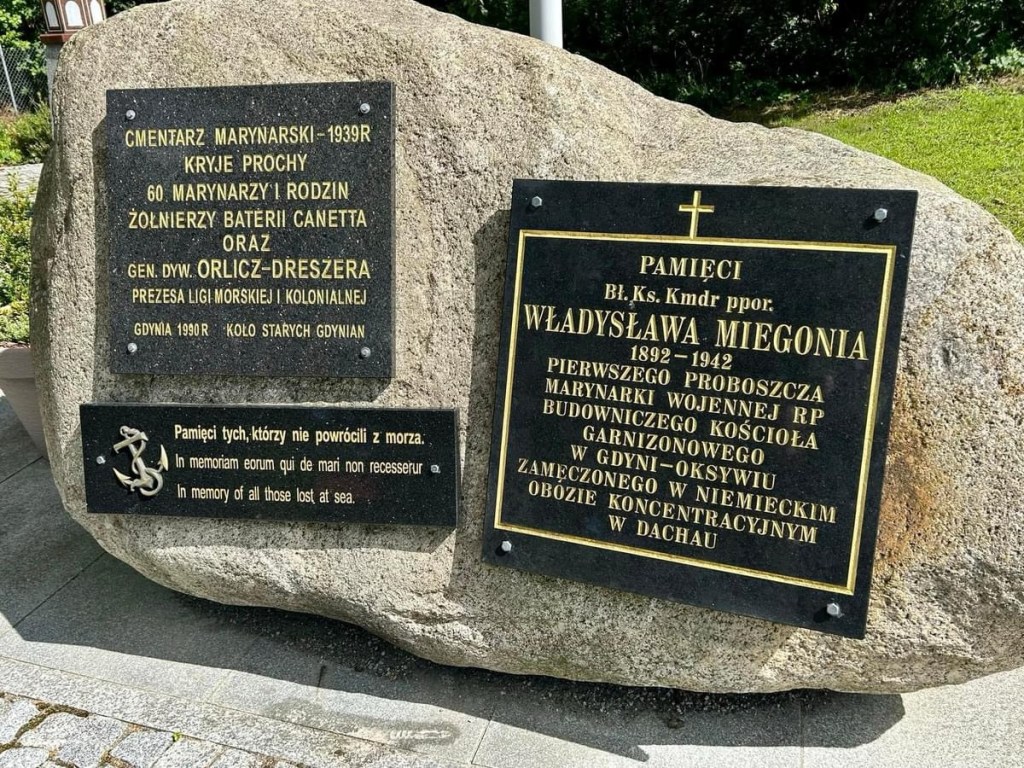 CMENTARZ MARYNARSKI - 1939R
KRYJE PROCHY
60 MARYNARZY I RODZIN
ŻOŁNIERZY BATERII CANETTA
ORAZ
GEN. DYW. ORLICZ-DRESZERA
PREZESA LIGI MORSKIEJ I KOLONIALNEJ
GDYNIA 1990R KOŁO STARYCH GDYNIAN
Pamięci tych, którzy nie powrócili z morza.
In memoriam eorum qui de mari non recesserur
In memory of all those lost at sea.
PAMIĘCI
Bł. Ks. Kmdr ppor.
WŁADYSŁAWA MIEGONIA
1892-1942
PIERWSZEGO PROBOSZCZA
MARYNARKI WOJENNEJ RP
BUDOWNICZEGO KOŚCIOŁA
GARNIZONOWEGO
W GDYNI-OKSYWIU
ZAMĘCZONEGO W NIEMIECKIM
OBOZIE KONCENTRACYJNYM
W DACHAU